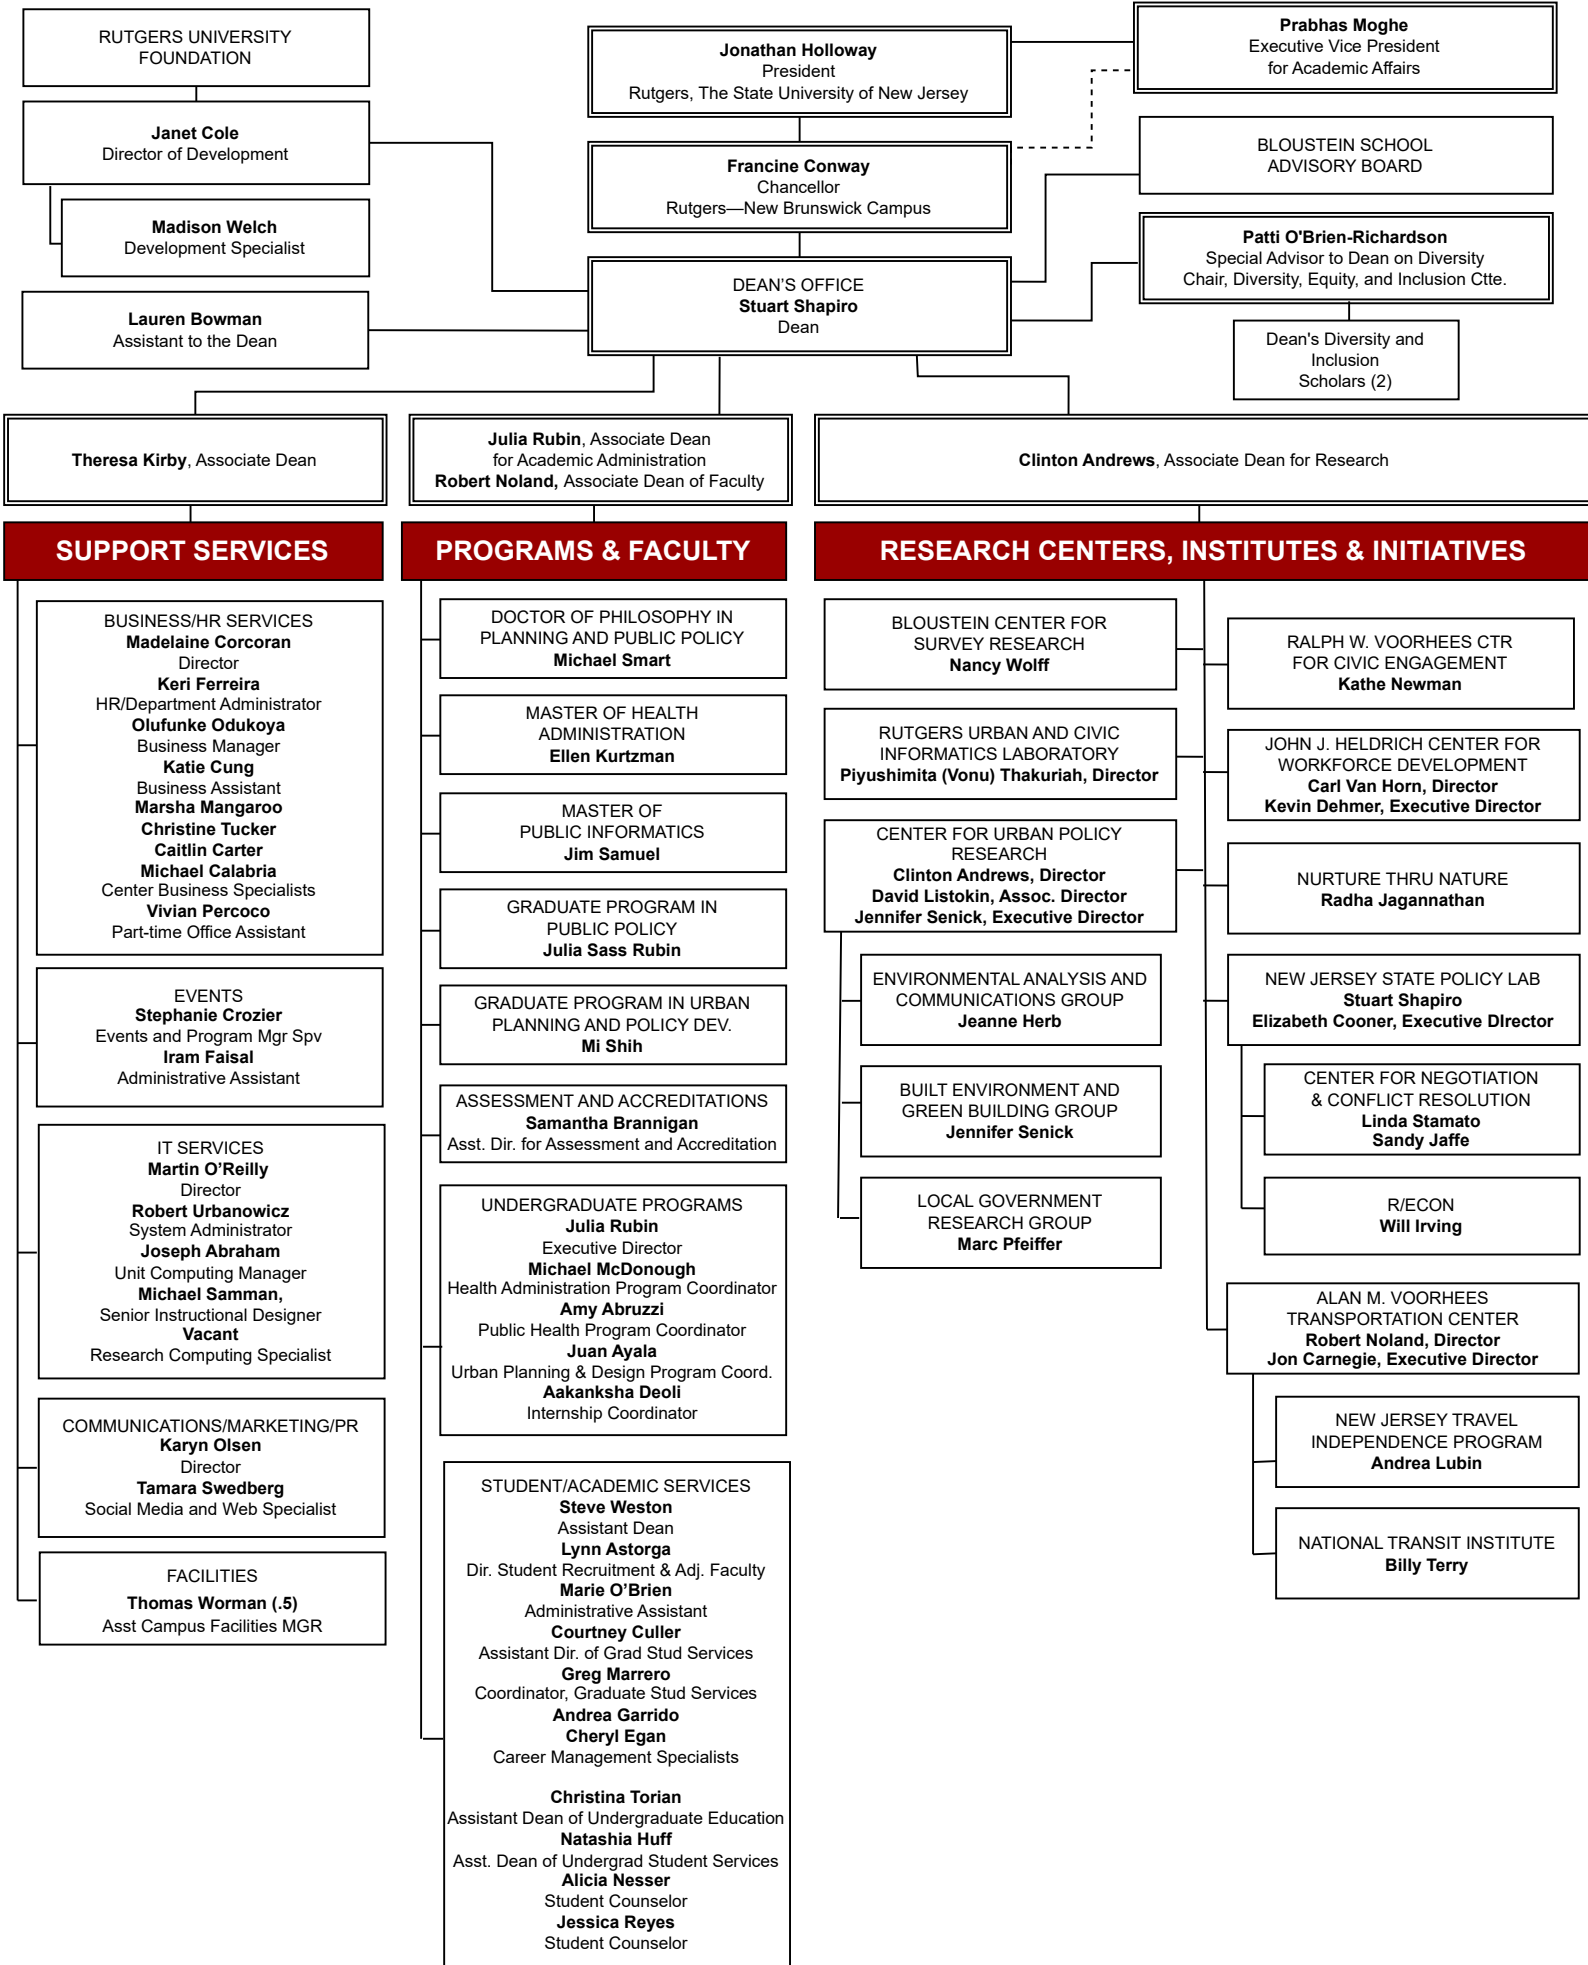 RUTGERS UNIVERSITY
FOUNDATION
Janet Cole
Director of Development
Madison Welch
Development Specialist
Lauren Bowman
Assistant to the Dean
Jonathan Holloway
President
Rutgers, The State University of New Jersey
Francine Conway
Chancellor
Rutgers—New Brunswick Campus
DEAN’S OFFICE
Stuart Shapiro
Dean
Prabhas Moghe
Executive Vice President
for Academic Affairs
BLOUSTEIN SCHOOL
ADVISORY BOARD
Patti O'Brien-Richardson
Special Advisor to Dean on Diversity
Chair, Diversity, Equity, and Inclusion Ctte.
Dean's Diversity and
Inclusion
Scholars (2)
Theresa Kirby, Associate Dean
Julia Rubin, Associate Dean
for Academic Administration
Robert Noland, Associate Dean of Faculty
Clinton Andrews, Associate Dean for Research
SUPPORT SERVICES
BUSINESS/HR SERVICES
Madelaine Corcoran
Director
Keri Ferreira
HR/Department Administrator
Olufunke Odukoya
Business Manager
Katie Cung
Business Assistant
Marsha Mangaroo
Christine Tucker
Caitlin Carter
Michael Calabria
Center Business Specialists
Vivian Percoco
Part-time Office Assistant
EVENTS
Stephanie Crozier
Events and Program Mgr Spv
Iram Faisal
Administrative Assistant
IT SERVICES
Martin O’Reilly
Director
Robert Urbanowicz
System Administrator
Joseph Abraham
Unit Computing Manager
Michael Samman,
Senior Instructional Designer
Vacant
Research Computing Specialist
COMMUNICATIONS/MARKETING/PR
Karyn Olsen
Director
Tamara Swedberg
Social Media and Web Specialist
FACILITIES
Thomas Worman (.5)
Asst Campus Facilities MGR
PROGRAMS & FACULTY
DOCTOR OF PHILOSOPHY IN
PLANNING AND PUBLIC POLICY
Michael Smart
MASTER OF HEALTH
ADMINISTRATION
Ellen Kurtzman
MASTER OF
PUBLIC INFORMATICS
Jim Samuel
GRADUATE PROGRAM IN
PUBLIC POLICY
Julia Sass Rubin
GRADUATE PROGRAM IN URBAN
PLANNING AND POLICY DEV.
Mi Shih
ASSESSMENT AND ACCREDITATIONS
Samantha Brannigan
Asst. Dir. for Assessment and Accreditation
UNDERGRADUATE PROGRAMS
Julia Rubin
Executive Director
Michael McDonough
Health Administration Program Coordinator
Amy Abruzzi
Public Health Program Coordinator
Juan Ayala
Urban Planning & Design Program Coord.
Aakanksha Deoli
Internship Coordinator
STUDENT/ACADEMIC SERVICES
Steve Weston
Assistant Dean
Lynn Astorga
Dir. Student Recruitment & Adj. Faculty
Marie O’Brien
Administrative Assistant
Courtney Culler
Assistant Dir. of Grad Stud Services
Greg Marrero
Coordinator, Graduate Stud Services
Andrea Garrido
Cheryl Egan
Career Management Specialists
Christina Torian
Assistant Dean of Undergraduate Education
Natashia Huff
Asst. Dean of Undergrad Student Services
Alicia Nesser
Student Counselor
Jessica Reyes
Student Counselor
RESEARCH CENTERS, INSTITUTES & INITIATIVES
BLOUSTEIN CENTER FOR
SURVEY RESEARCH
Nancy Wolff
RUTGERS URBAN AND CIVIC
INFORMATICS LABORATORY
Piyushimita (Vonu) Thakuriah, Director
CENTER FOR URBAN POLICY
RESEARCH
Clinton Andrews, Director
David Listokin, Assoc. Director
Jennifer Senick, Executive Director
ENVIRONMENTAL ANALYSIS AND
COMMUNICATIONS GROUP
Jeanne Herb
BUILT ENVIRONMENT AND
GREEN BUILDING GROUP
Jennifer Senick
LOCAL GOVERNMENT
RESEARCH GROUP
Marc Pfeiffer
RALPH W. VOORHEES CTR
FOR CIVIC ENGAGEMENT
Kathe Newman
JOHN J. HELDRICH CENTER FOR
WORKFORCE DEVELOPMENT
Carl Van Horn, Director
Kevin Dehmer, Executive Director
NURTURE THRU NATURE
Radha Jagannathan
NEW JERSEY STATE POLICY LAB
Stuart Shapiro
Elizabeth Cooner, Executive DIrector
CENTER FOR NEGOTIATION
& CONFLICT RESOLUTION
Linda Stamato
Sandy Jaffe
R/ECON
Will Irving
ALAN M. VOORHEES
TRANSPORTATION CENTER
Robert Noland, Director
Jon Carnegie, Executive Director
NEW JERSEY TRAVEL
INDEPENDENCE PROGRAM
Andrea Lubin
NATIONAL TRANSIT INSTITUTE
Billy Terry